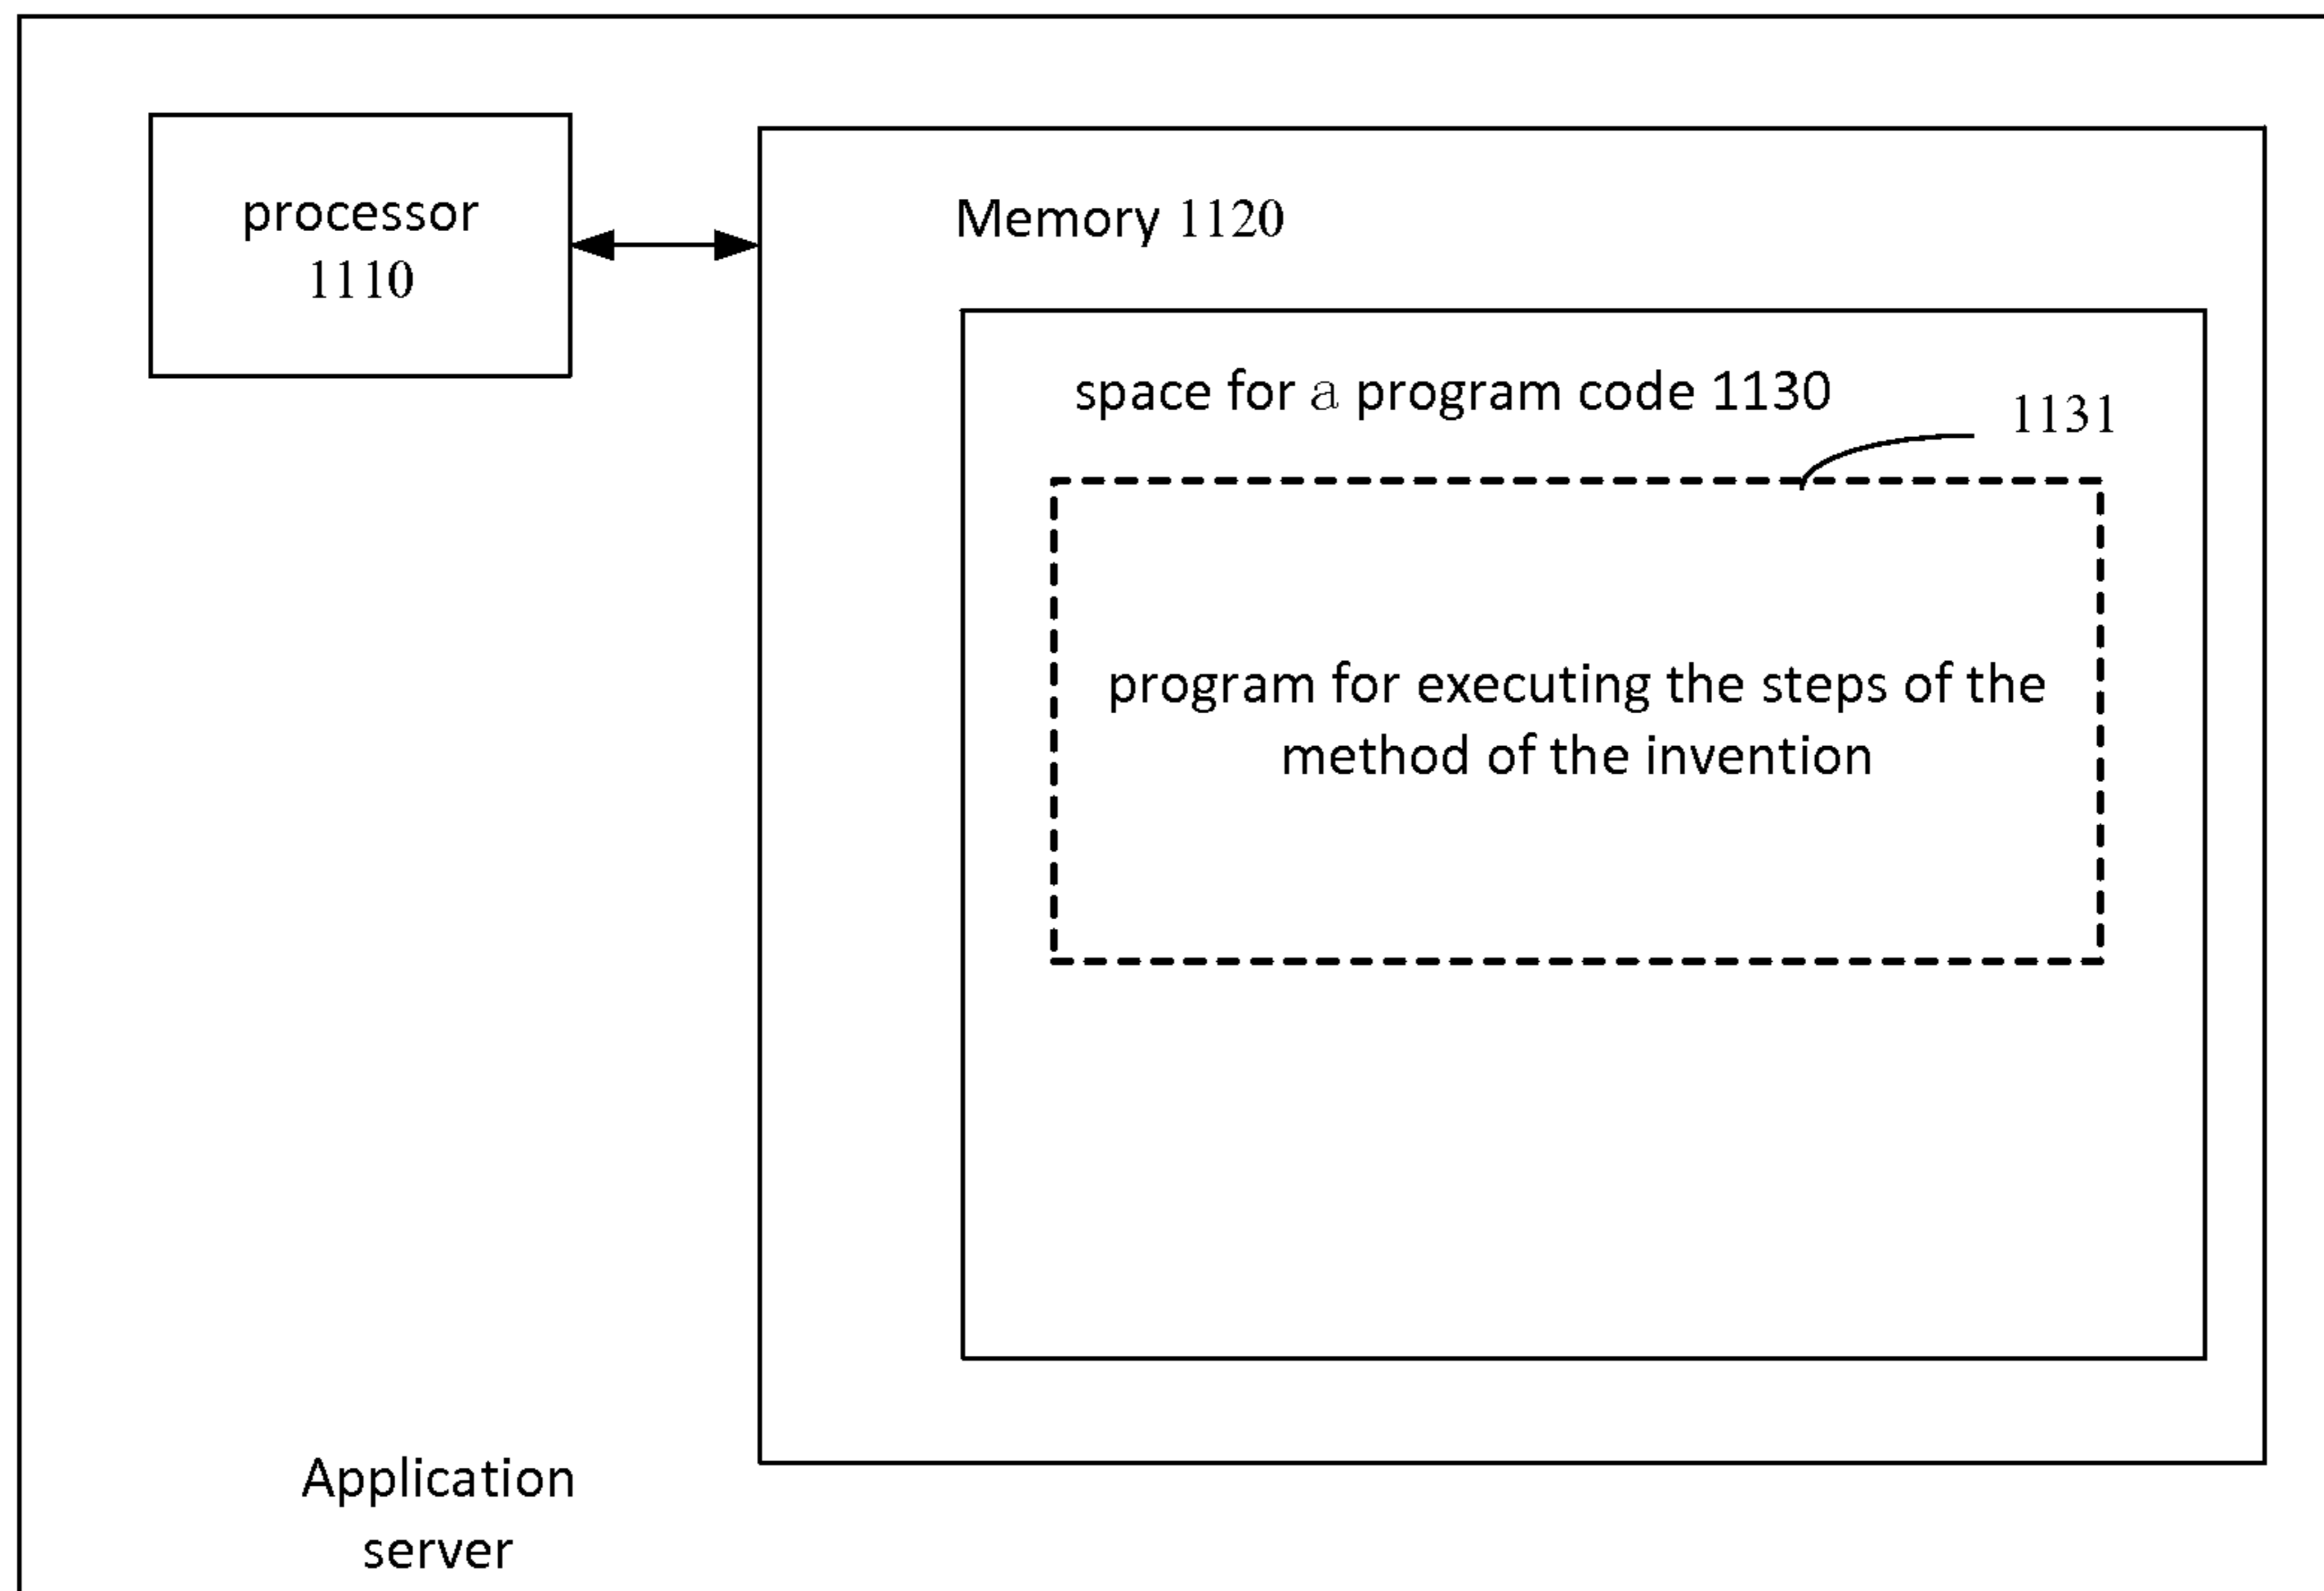 processor
1110
Memory 1120
space for a program code 1130
1131
program for executing the steps of the
method of the invention
Application
server